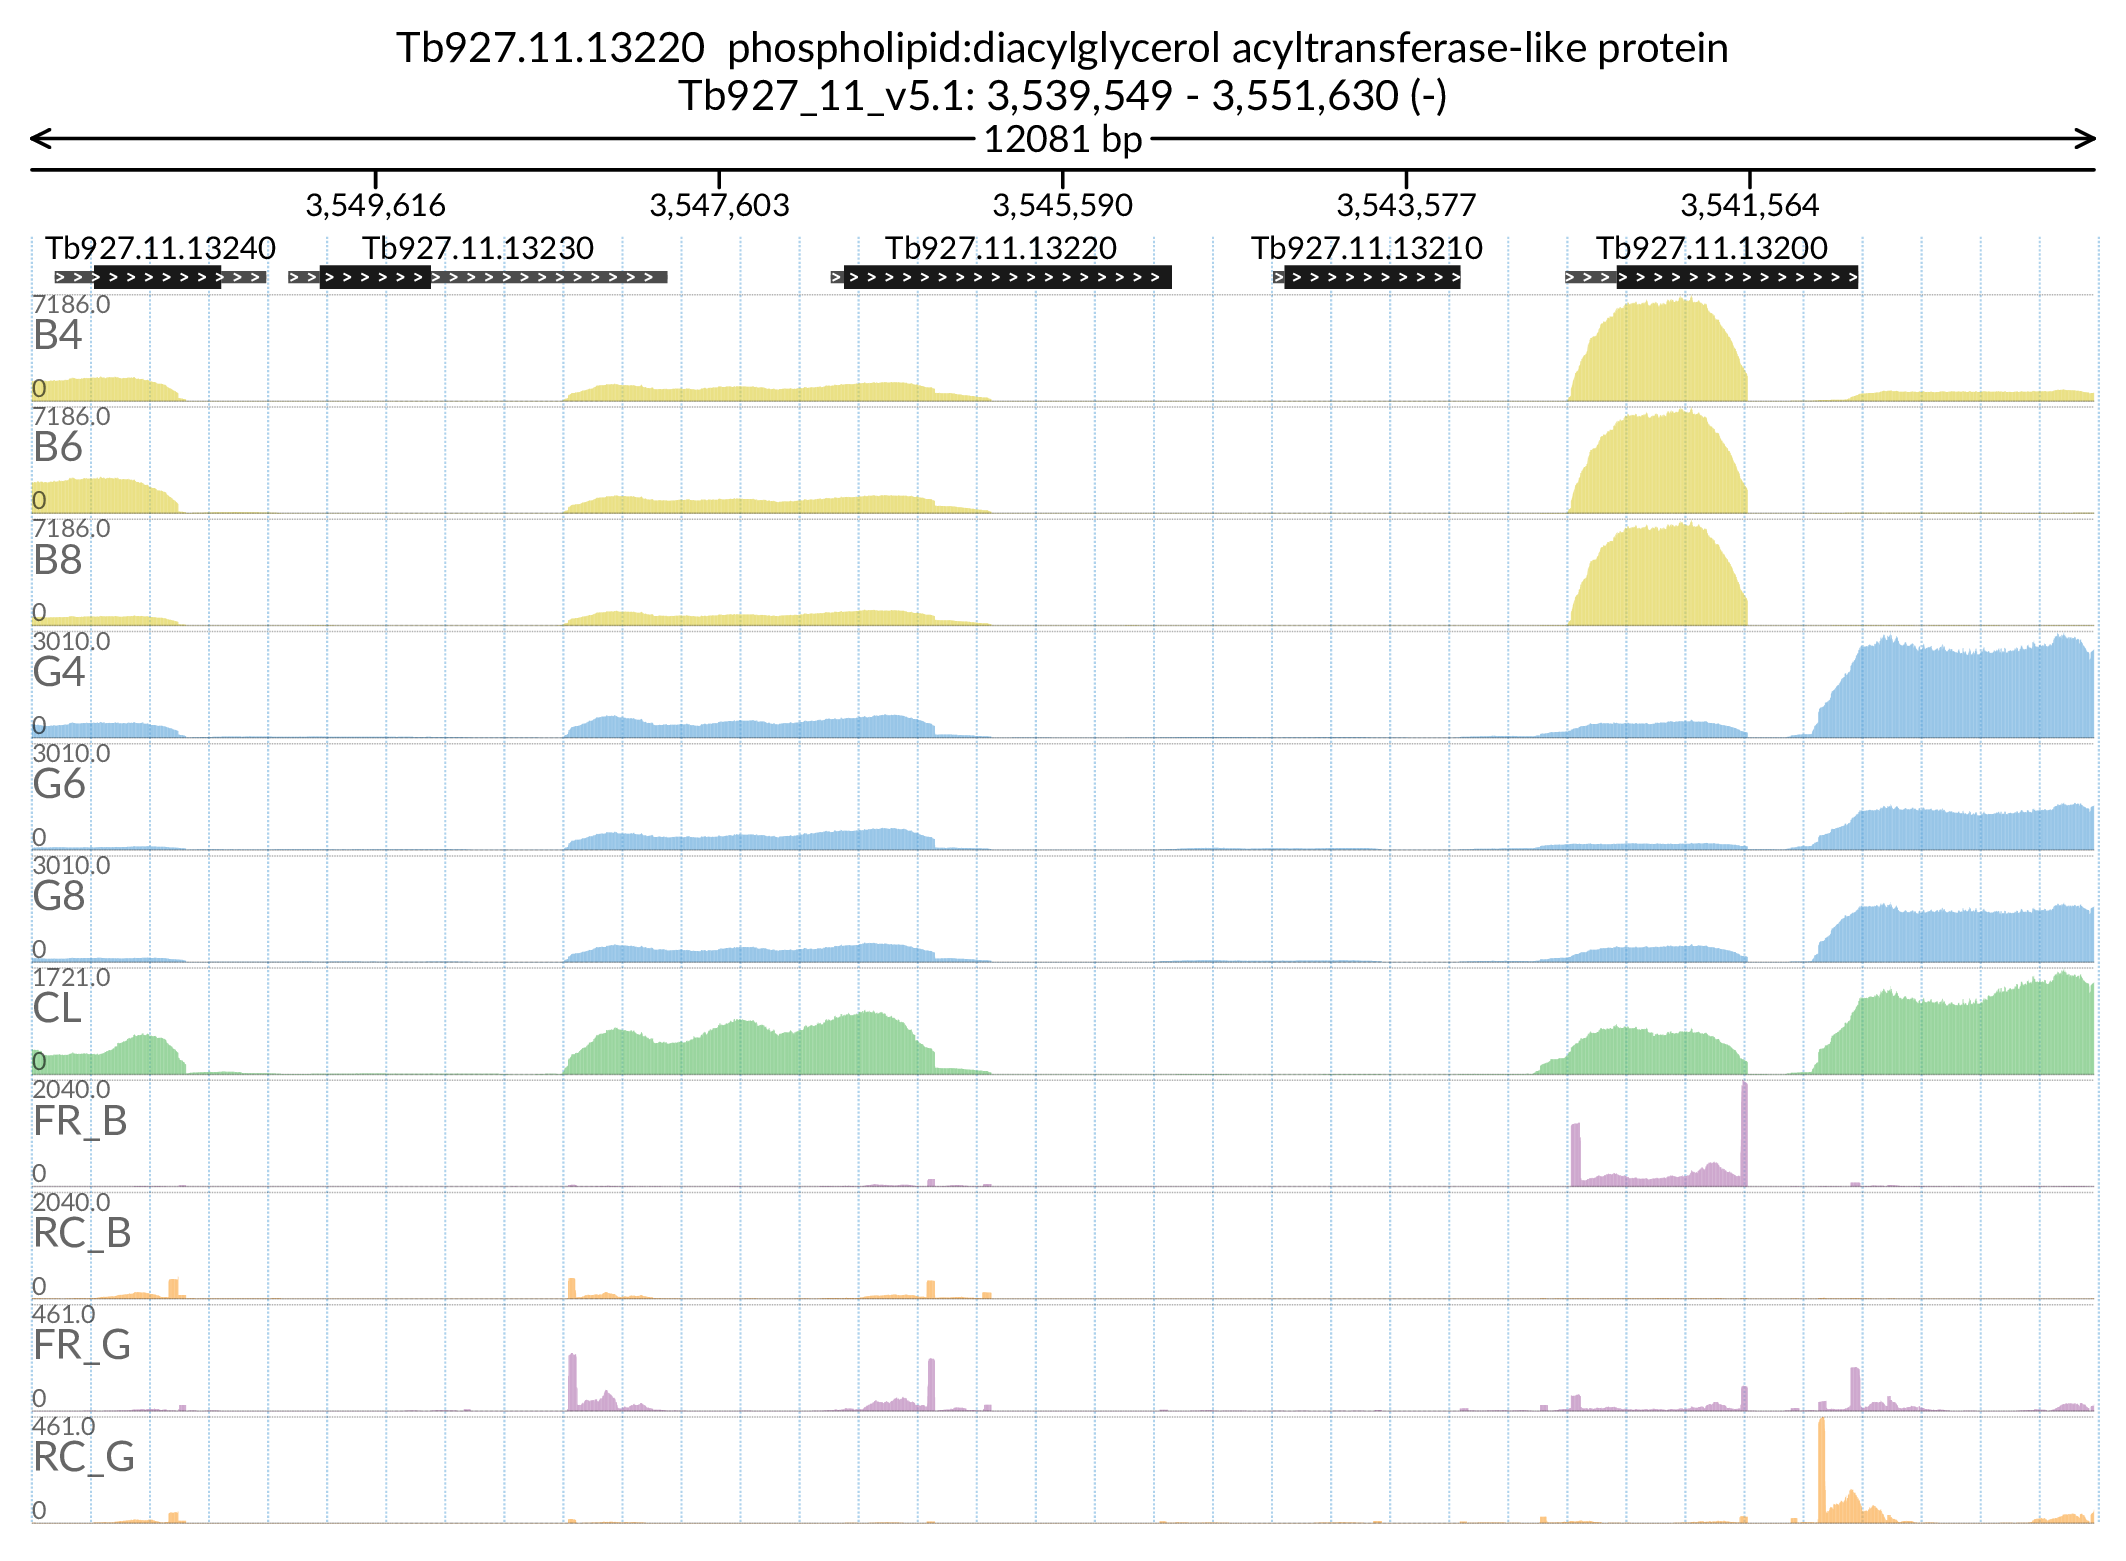 Tb927.11.13220 phospholipid:diacylglycerol acyltransferase-like protein
Tb927_11_v5.1: 3,539,549 - 3,551,630 (-)
12081 bp
3,549,616 3,547,603 3,545,590 3,543,577 3,541,564
Tb927.11.13240 Tb927.11.13230 Tb927.11.13220 Tb927.11.13210 Tb927.11.13200
7186.0
B4
0
7186.0
B6
0
7186.0
B8
0
3010.0
G4
0
3010.0
G6
0
3010.0
G8
0
1721.0
CL
0
2040.0
FR_B
0
2040.0
RC_B
0
461.0
FR_G
0
461.0
RC_G
0